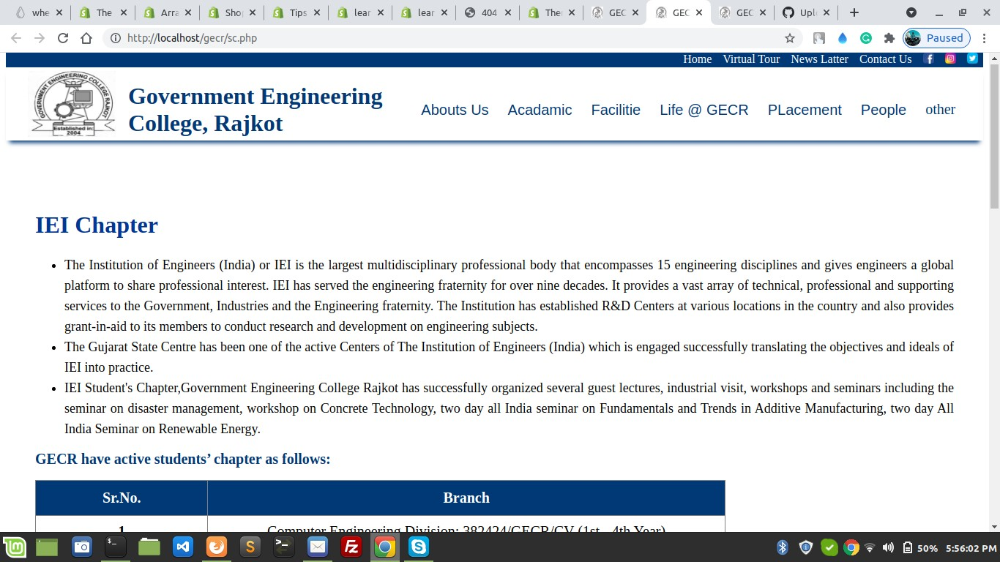 whe
The
Arra
Shop
Tips
lear
lear
404
The
GEC
GEC
GEC
Uplo
http://localhost/gecr/sc.php
Paused
Home Virtual Tour News Latter Contact Us
GOVERNMENT ENGINEERING COLLEGE RAJKOT
Established in:
2004
Government Engineering
College, Rajkot
Abouts Us Acadamic Facilitie Life @ GECR PLacement People other
IEI Chapter
The Institution of Engineers (India) or IEI is the largest multidisciplinary professional body that encompasses 15 engineering disciplines and gives engineers a global
platform to share professional interest. IEI has served the engineering fraternity for over nine decades. It provides a vast array of technical, professional and supporting
services to the Government, Industries and the Engineering fraternity. The Institution has established R&D Centers at various locations in the country and also provides
grant-in-aid to its members to conduct research and development on engineering subjects.
The Gujarat State Centre has been one of the active Centers of The Institution of Engineers (India) which is engaged successfully translating the objectives and ideals of
IEI into practice.
IEI Student's Chapter,Government Engineering College Rajkot has successfully organized several guest lectures, industrial visit, workshops and seminars including the
seminar on disaster management, workshop on Concrete Technology, two day all India seminar on Fundamentals and Trends in Additive Manufacturing, two day All
India Seminar on Renewable Energy.
GECR have active students’ chapter as follows:
Sr.No. Branch
1 Computer Engineering Division: 382424/GECR/CV (1st - 4th Year)
50% 5:56:02 PM